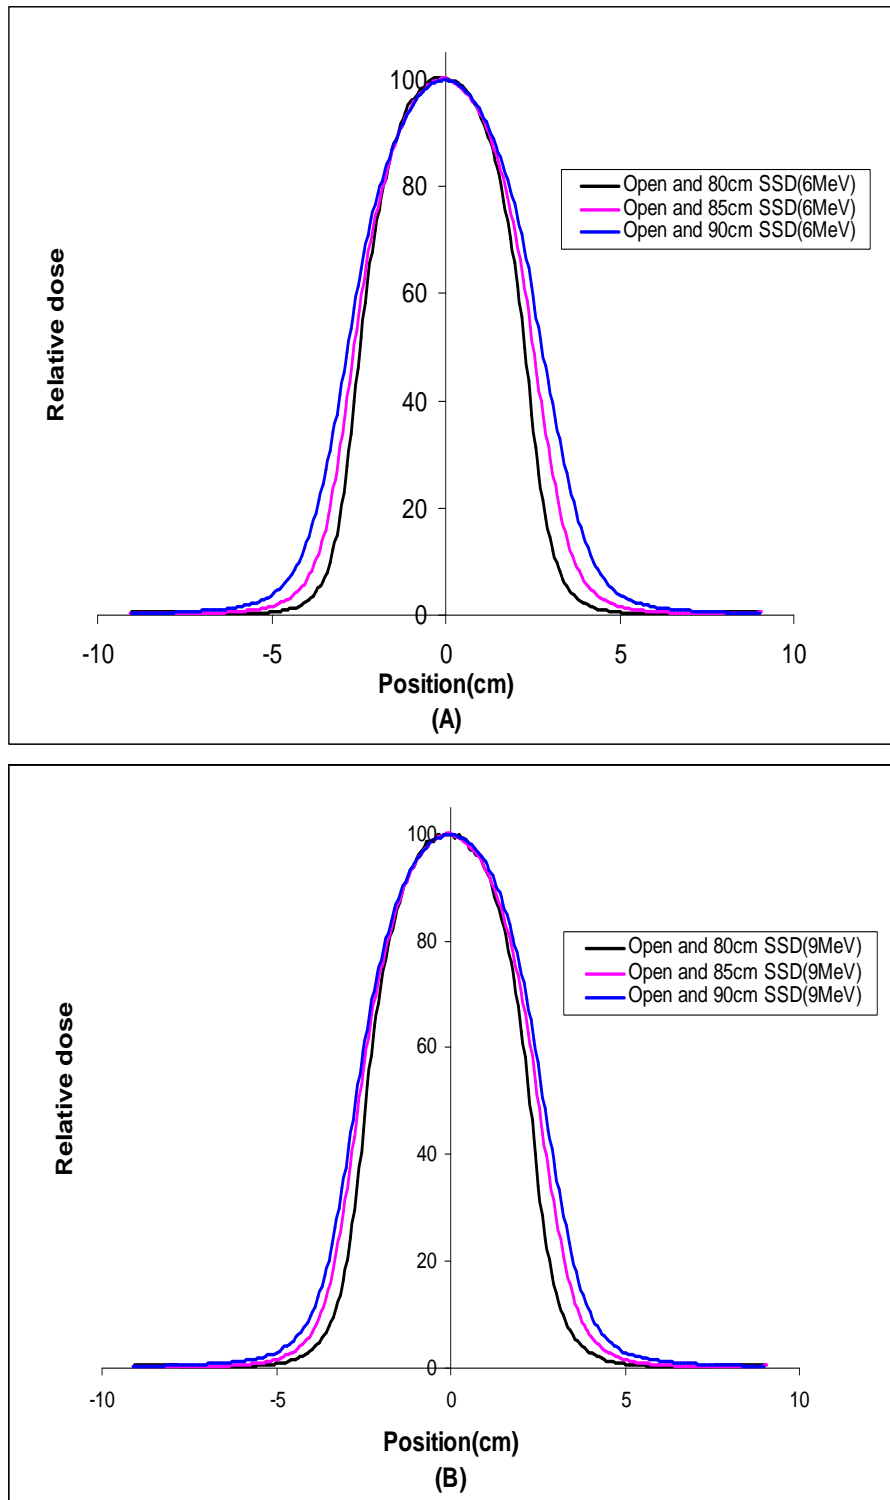 100
Open and 80cm SSD(6MeV)
Open and 85cm SSD(6MeV)
Open and 90cm SSD(6MeV)
80
60
Relative dose
40
20
0
-10 -5 0 5 10
Position(cm)
(A)
100
Open and 80cm SSD(9MeV)
Open and 85cm SSD(9MeV)
Open and 90cm SSD(9MeV)
80
60
Relative dose
40
20
0
-10 -5 0 5 10
Position(cm)
(B)